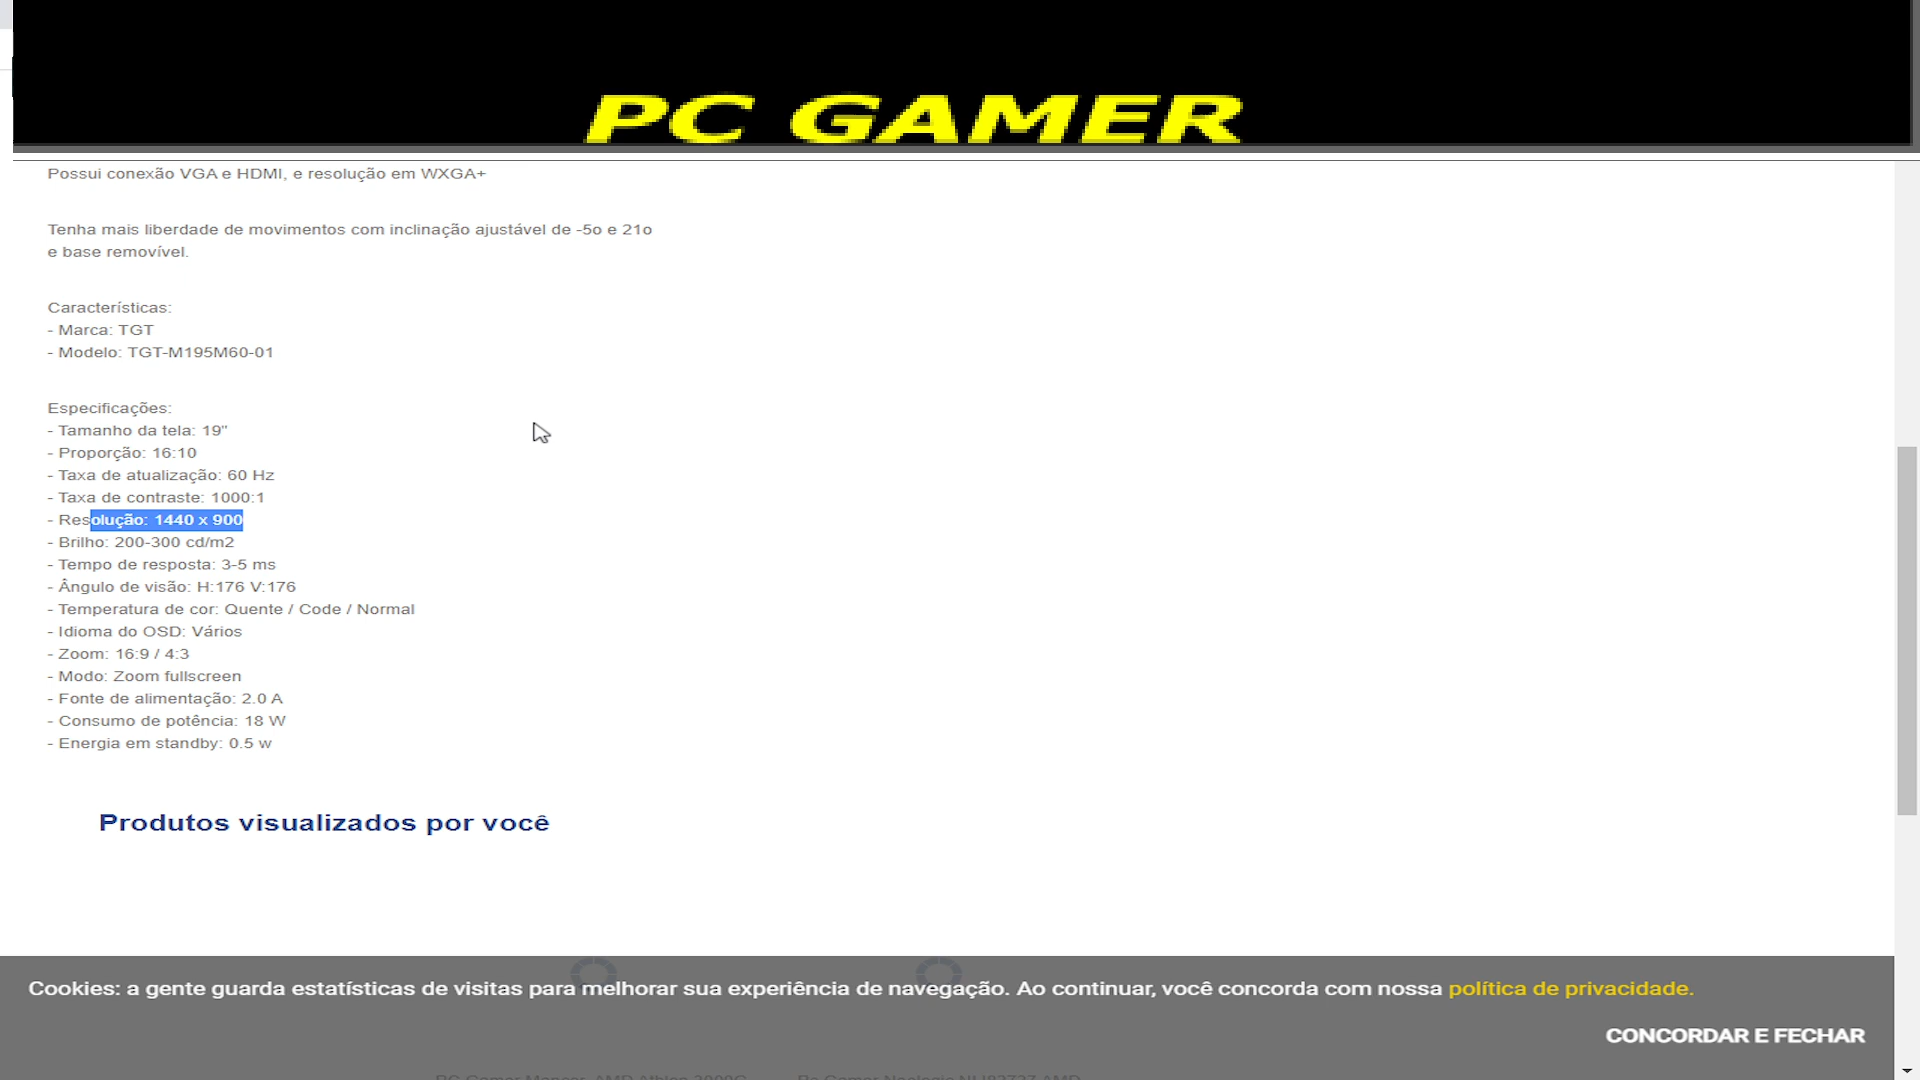 PC GAMER
Possui conexão VGA e HDMI, e resolução em WXGA+
Tenha mais liberdade de movimentos com inclinação ajustável de -5o e 21o
e base removível.
Características:
- Marca: TGT
- Modelo: TGT-M195M60-01
Especificações:
- Tamanho da tela: 19"
- Proporção: 16:10
- Taxa de atualização: 60 Hz
- Taxa de contraste: 1000:1
- Resolução: 1440 x 900
- Brilho: 200-300 cd/m2
- Tempo de resposta: 3-5 ms
- Ângulo de visão: H:176 V:176
- Temperatura de cor: Quente / Code / Normal
- Idioma do OSD: Vários
- Zoom: 16:9 / 4:3
- Modo: Zoom fullscreen
- Fonte de alimentação: 2.0 A
- Consumo de potência: 18 W
- Energia em standby: 0.5 w
Produtos visualizados por você
Cookies: a gente guarda estatísticas de visitas para melhorar sua experiência de navegação. Ao continuar, você concorda com nossa política de privacidade.
CONCORDAR E FECHAR